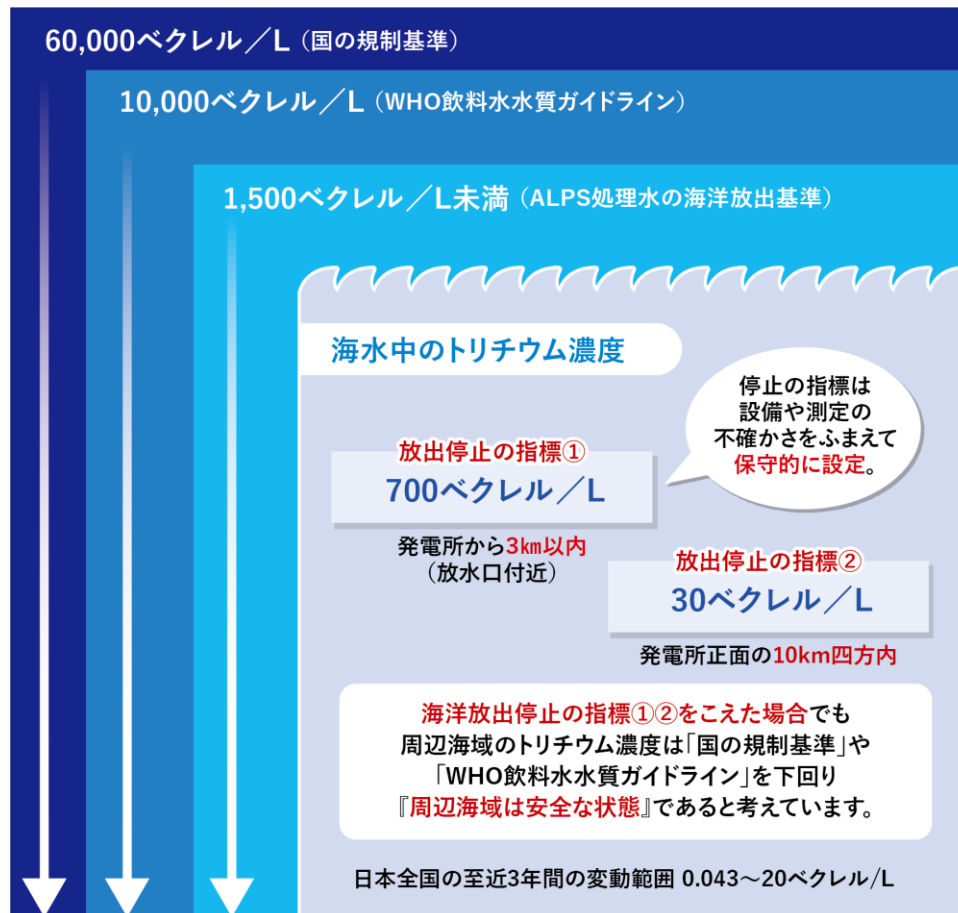 60,000ベクレル／L（国の規制基準）
10,000ベクレル／L（WHO飲料水水質ガイドライン）
1,500ベクレル／L未満（ALPS処理水の海洋放出基準）
海水中のトリチウム濃度
停止の指標は
設備や測定の
不確かさをふまえて
保守的に設定。
放出停止の指標①
700ベクレル／L
発電所から3㎞以内
（放水口付近）
放出停止の指標②
30ベクレル／L
発電所正面の10km四方内
海洋放出停止の指標①②をこえた場合でも
周辺海域のトリチウム濃度は「国の規制基準」や
「WHO飲料水水質ガイドライン」を下回り
『周辺海域は安全な状態』であると考えています。
日本全国の至近3年間の変動範囲 0.043〜20ベクレル/L